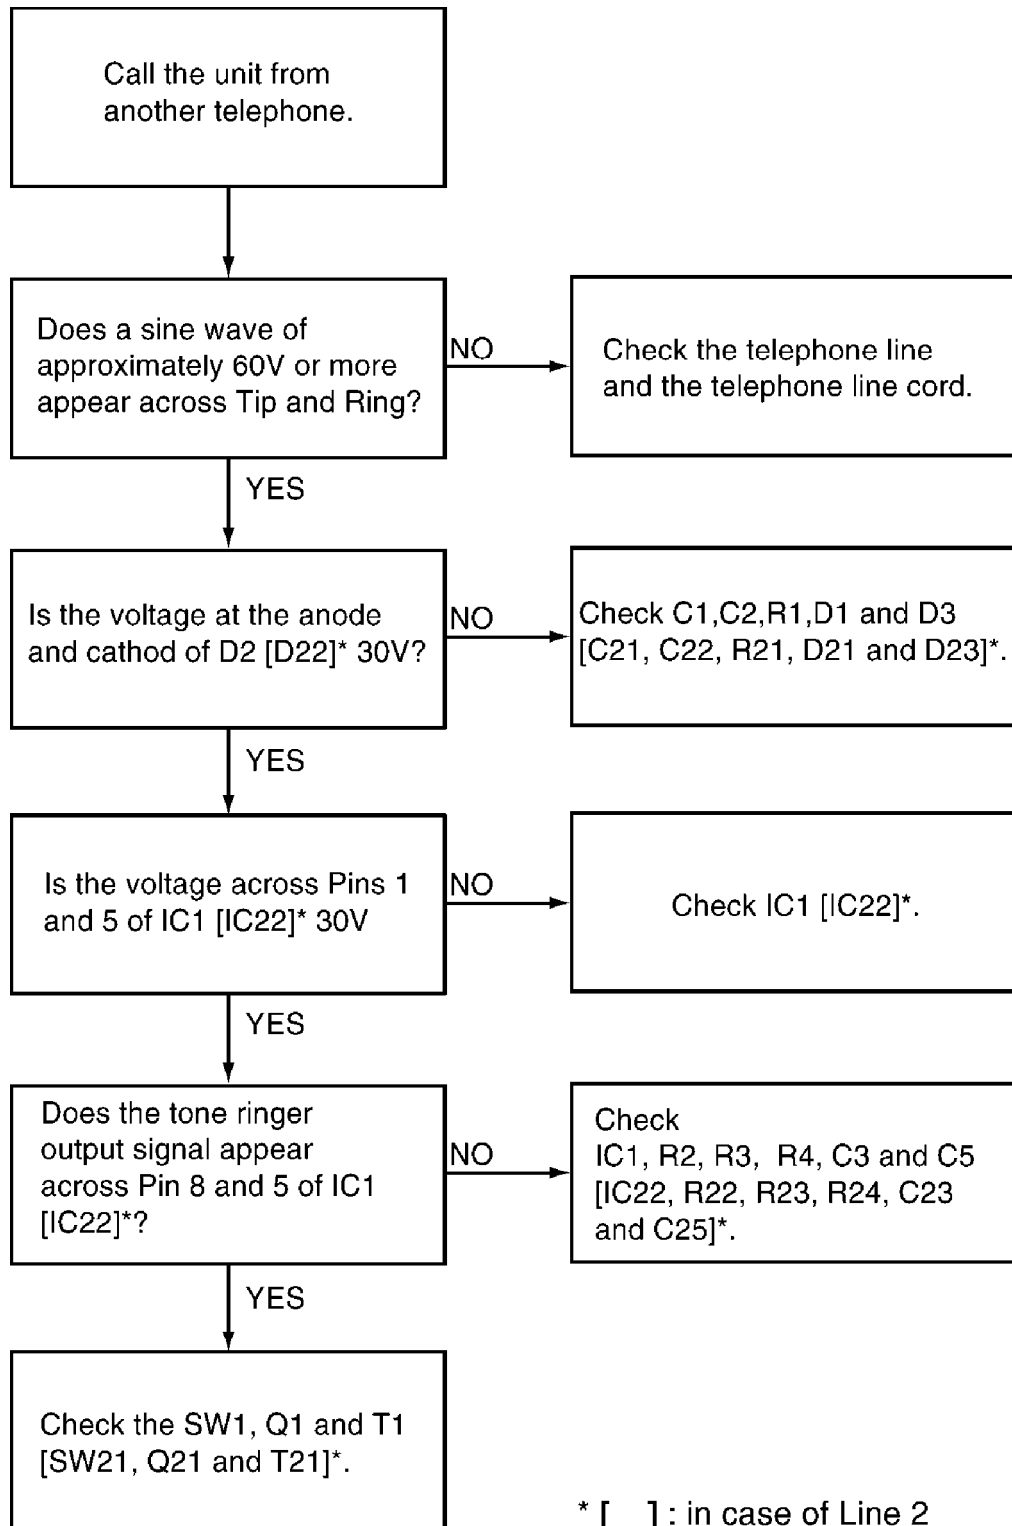 Call the unit from
another telephone.
Does a sine wave of
approximately 60V or more
appear across Tip and Ring?
NO
Check the telephone line
and the telephone line cord.
YES
Is the voltage at the anode
and cathod of D2 [D22]* 30V?
NO
Check C1,C2,R1,D1 and D3
[C21, C22, R21, D21 and D23]*.
YES
Is the voltage across Pins 1
and 5 of IC1 [IC22]* 30V
NO
Check IC1 [IC22]*.
YES
Does the tone ringer
output signal appear
across Pin 8 and 5 of IC1
[IC22]*?
NO
Check
IC1, R2, R3, R4, C3 and C5
[IC22, R22, R23, R24, C23
and C25]*.
YES
Check the SW1, Q1 and T1
[SW21, Q21 and T21]*.
* [ ] : in case of Line 2